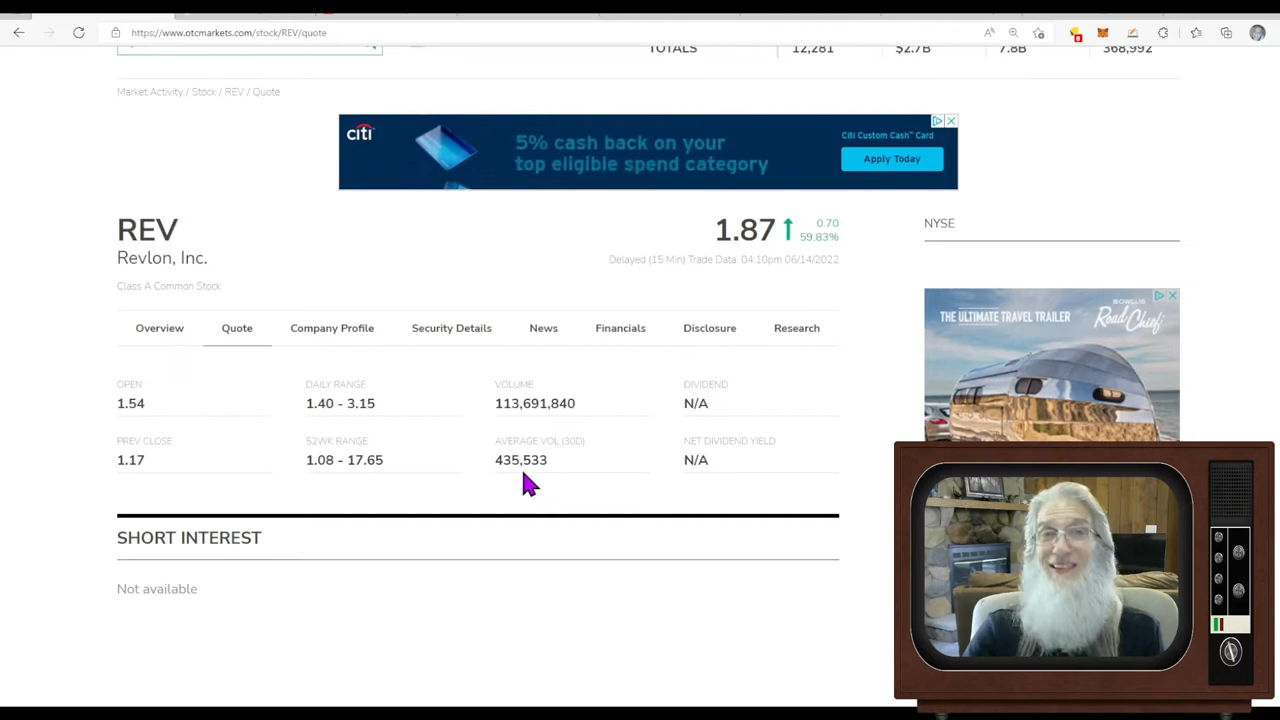 https://www.otcmarkets.com/stock/REV/quote
TOTALS 12,281 $2.7B 7.8B 368,992
Market Activity / Stock / REV / Quote
citi
5% cash back on your
top eligible spend category
Citi Custom Cash™ Card
Apply Today
REV
Revlon, Inc.
Class A Common Stock
1.87 0.70
59.83%
Delayed (15 Min) Trade Data: 04:10pm 06/14/2022
NYSE
Overview Quote Company Profile Security Details News Financials Disclosure Research
THE ULTIMATE TRAVEL TRAILER
BOWLUS
Road Chief
OPEN DAILY RANGE VOLUME DIVIDEND
1.54 1.40 - 3.15 113,691,840 N/A
PREV CLOSE 52WK RANGE AVERAGE VOL (30D) NET DIVIDEND YIELD
1.17 1.08 - 17.65 435,533 N/A
SHORT INTEREST
Not available